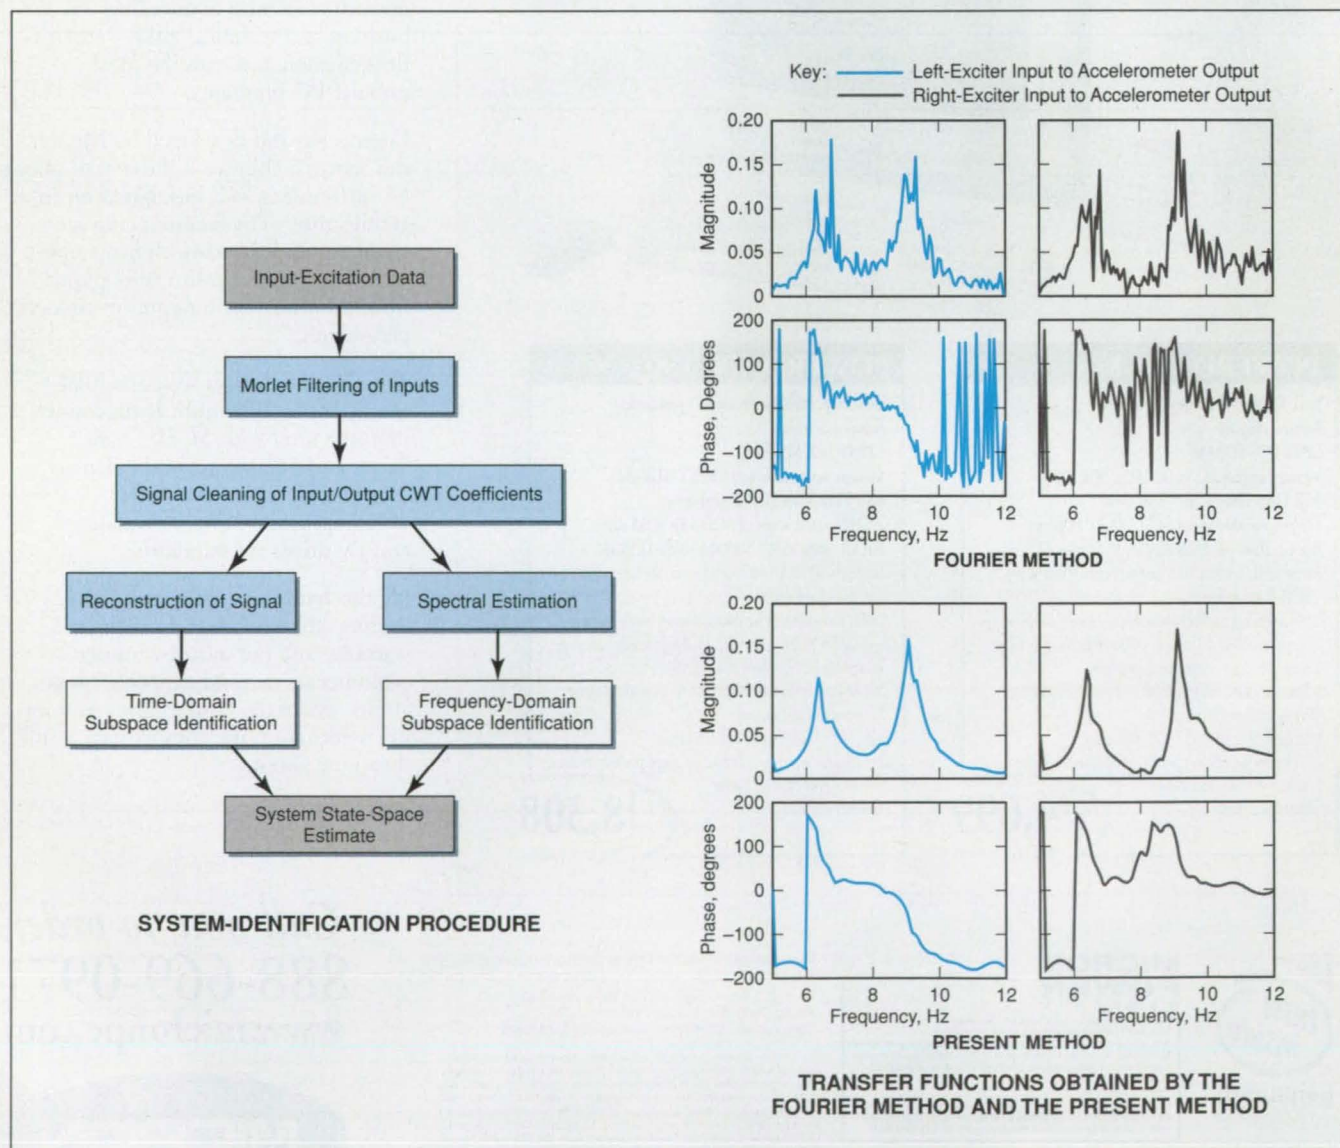 Input-Excitation Data
Morlet Filtering of Inputs
Signal Cleaning of Input/Output CWT Coefficients
Reconstruction of Signal
Spectral Estimation
Time-Domain
Subspace Identification
Frequency-Domain
Subspace Identification
System State-Space
Estimate
SYSTEM-IDENTIFICATION PROCEDURE
Key: Left-Exciter Input to Accelerometer Output
Right-Exciter Input to Accelerometer Output
Magnitude
0.20
0.15
0.10
0.05
0
Phase, Degrees
200
100
0
−100
−200
6 8 10 12
6 8 10 12
Frequency, Hz
Frequency, Hz
FOURIER METHOD
Magnitude
0.20
0.15
0.10
0.05
0
Phase, degrees
200
100
0
−100
−200
6 8 10 12
6 8 10 12
Frequency, Hz
Frequency, Hz
PRESENT METHOD
TRANSFER FUNCTIONS OBTAINED BY THE
FOURIER METHOD AND THE PRESENT METHOD